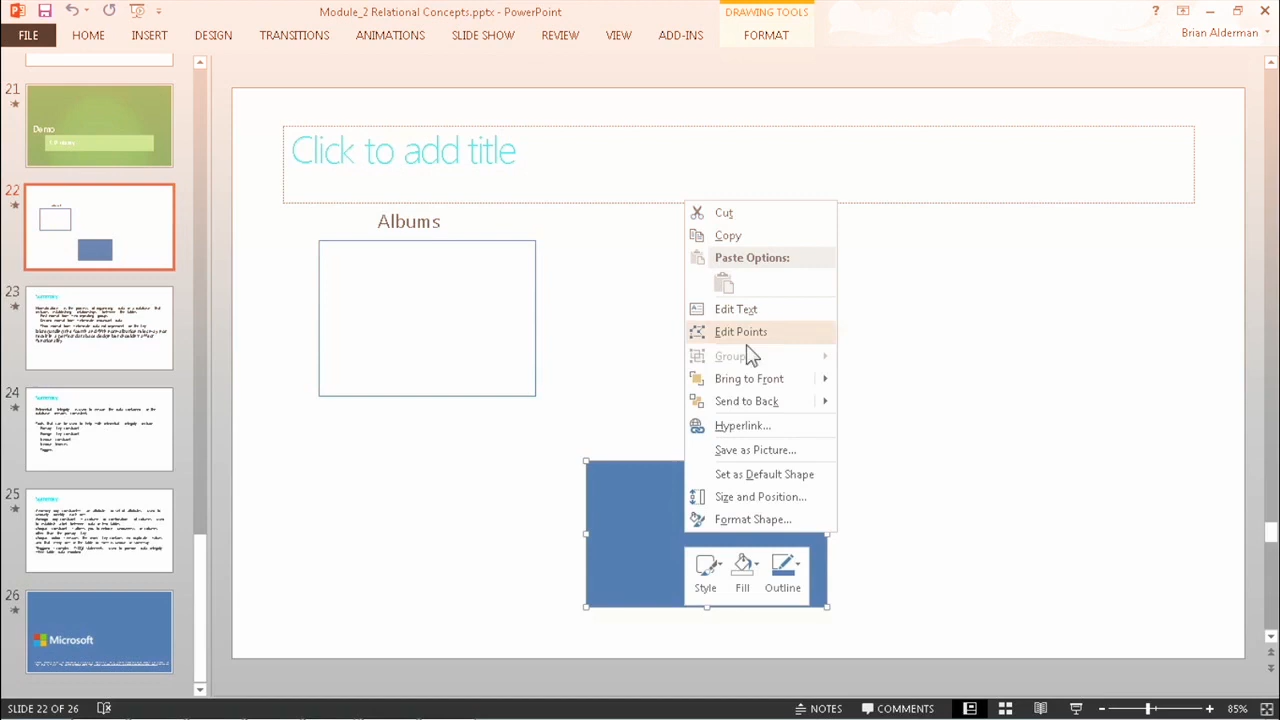 Module_2 Relational Concepts.pptx - PowerPoint
DRAWING TOOLS
FILE
HOME
INSERT
DESIGN
TRANSITIONS
ANIMATIONS
SLIDE SHOW
REVIEW
VIEW
ADD-INS
FORMAT
Brian Alderman
21
Demo
22
23
Summary
24
Summary
25
Summary
26
Microsoft
Click to add title
Albums
Cut
Copy
Paste Options:
Edit Text
Edit Points
Group
Bring to Front
Send to Back
Hyperlink...
Save as Picture...
Set as Default Shape
Size and Position...
Format Shape...
Style
Fill
Outline
SLIDE 22 OF 26
NOTES
COMMENTS
85%